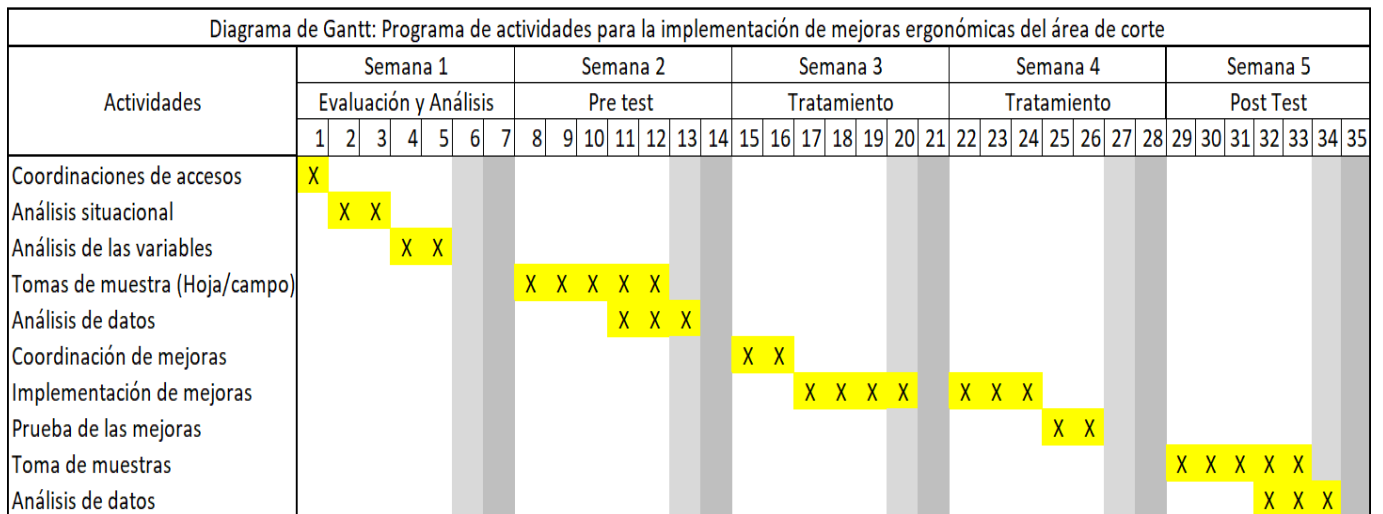 Diagrama de Gantt: Programa de actividades para la implementación de mejoras ergonómicas del área de corte
Actividades
Semana 1 Semana 2 Semana 3 Semana 4 Semana 5
Evaluación y Análisis Pre test Tratamiento Tratamiento Post Test
1 2 3 4 5 6 7 8 9 10 11 12 13 14 15 16 17 18 19 20 21 22 23 24 25 26 27 28 29 30 31 32 33 34 35
Coordinaciones de accesos X
Análisis situacional X X
Análisis de las variables X X
Tomas de muestra (Hoja/campo) X X X X X
Análisis de datos X X X
Coordinación de mejoras X X
Implementación de mejoras X X X X X X X
Prueba de las mejoras X X
Toma de muestras X X X X X
Análisis de datos X X X